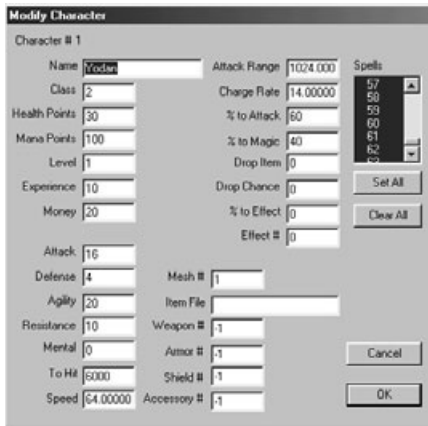 Modify Character
Character # 1
Name Yodan
Class 2
Health Points 30
Mana Points 100
Level 1
Experience 10
Money 20
Attack 16
Defense 4
Agility 20
Resistance 10
Mental 0
To Hit 6000
Speed 64.00000
Attack Range 1024.000
Charge Rate 14.00000
% to Attack 60
% to Magic 40
Drop Item 0
Drop Chance 0
% to Effect 0
Effect # 0
Mesh # 1
Item File
Weapon # -1
Armor # -1
Shield # -1
Accessory # -1
Spells
57
58
59
60
61
62
63
Set All
Clear All
Cancel
OK